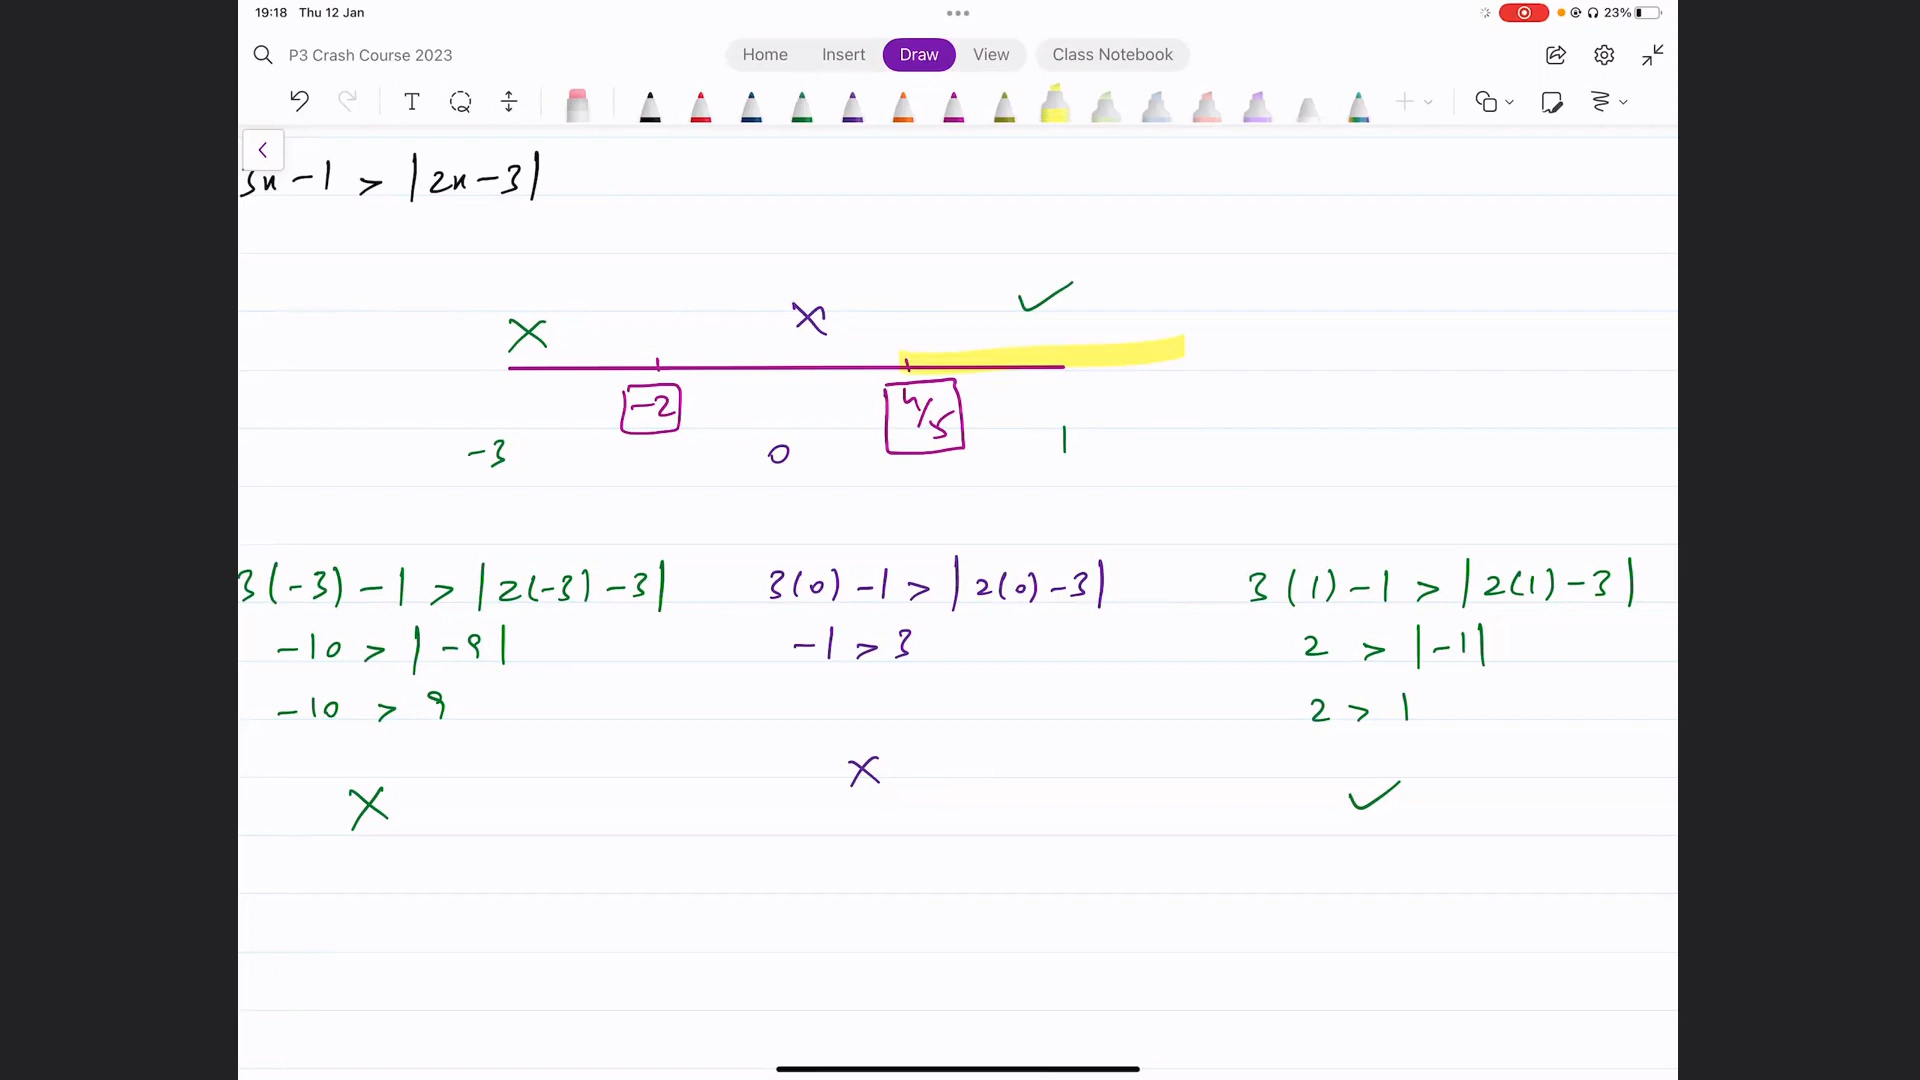 19:18 Thu 12 Jan
23%
P3 Crash Course 2023
Home Insert Draw View Class Notebook
T
3x - 1 > |2x - 3|
X X ✓
-2 4/5
-3 0 1
3(-3) - 1 > |2(-3) - 3| 3(0) - 1 > |2(0) - 3| 3(1) - 1 > |2(1) - 3|
-10 > |-9| -1 > 3 2 > |-1|
-10 > 9 2 > 1
X X ✓